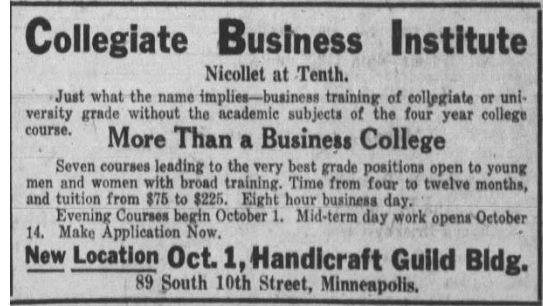 Collegiate Business Institute
Nicollet at Tenth.
Just what the name implies—business training of collegiate or uni-
versity grade without the academic subjects of the four year college
course.
More Than a Business College
Seven courses leading to the very best grade positions open to young
men and women with broad training. Time from four to twelve months,
and tuition from $75 to $225. Eight hour business day.
Evening Courses begin October 1. Mid-term day work opens October
14. Make Application Now.
New Location Oct. 1, Handicraft Guild Bldg.
89 South 10th Street, Minneapolis.